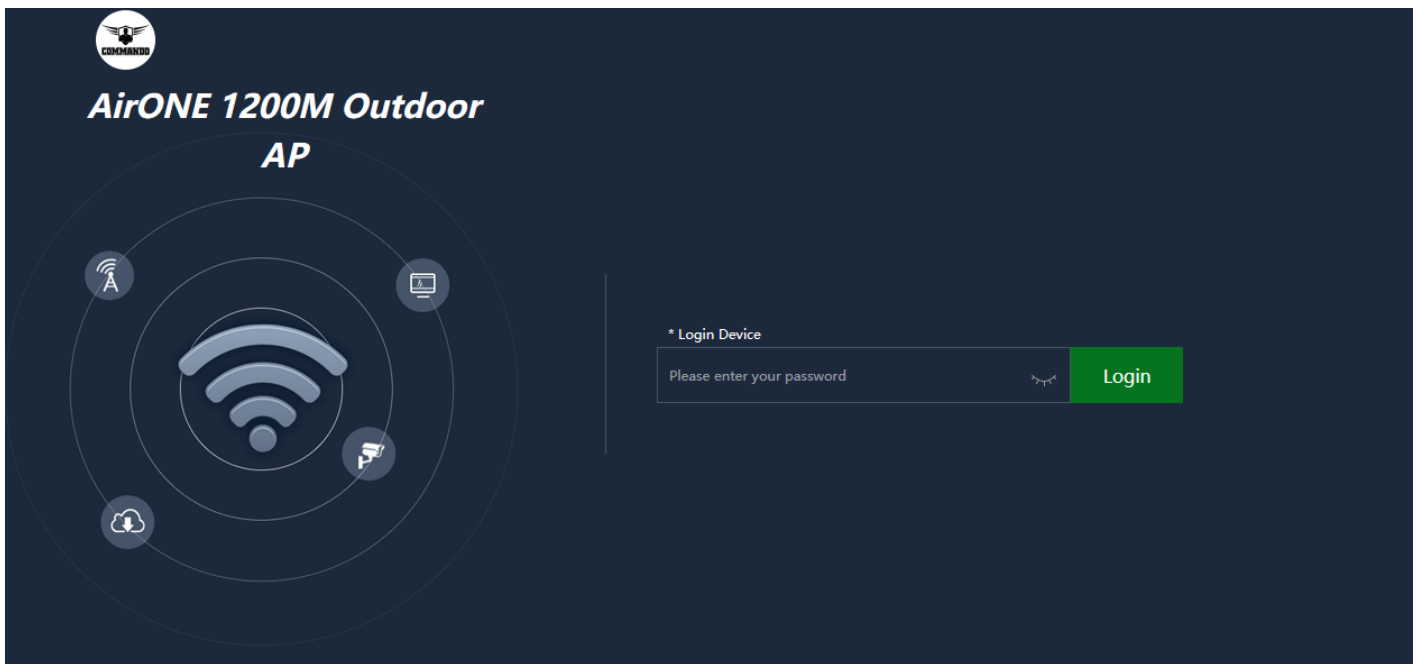 COMMANDO
AirONE 1200M Outdoor
AP
* Login Device
Please enter your password
Login